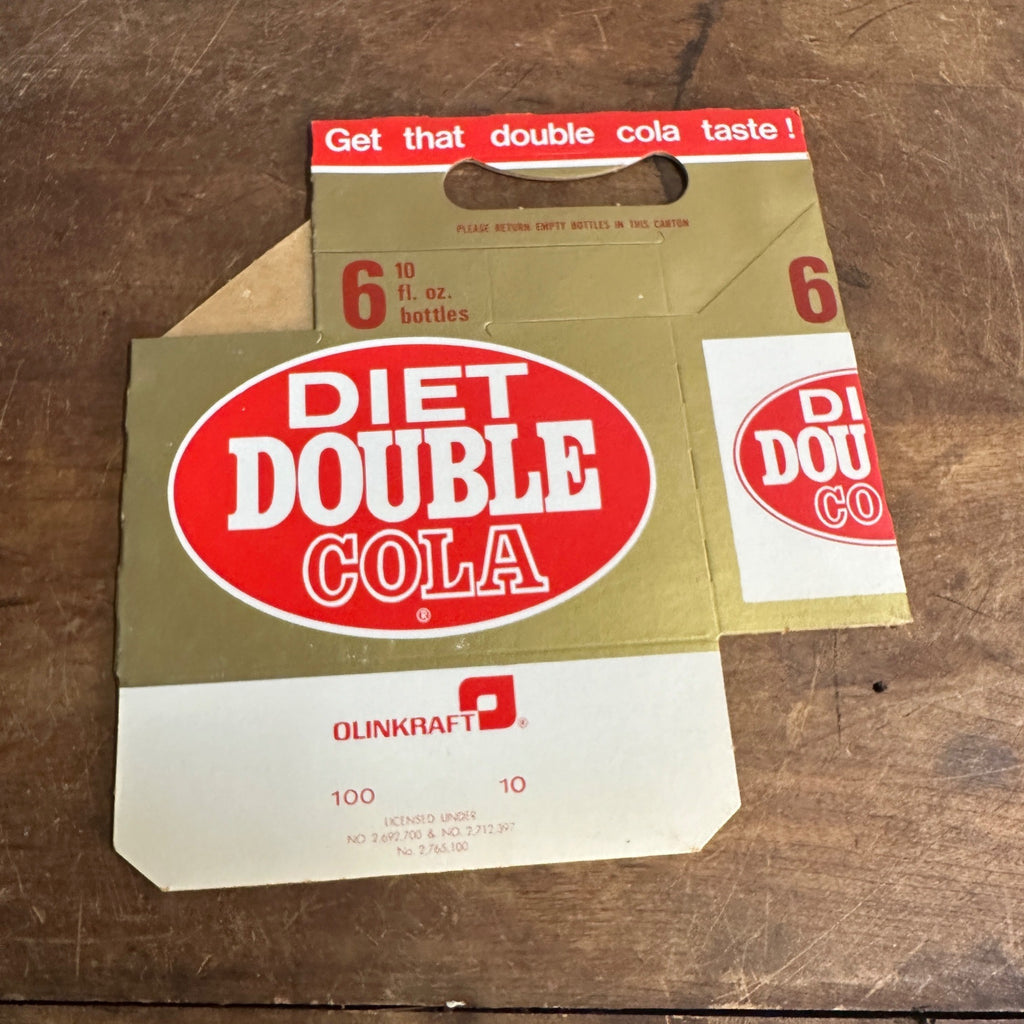 Get that double cola taste!
PLEASE RETURN EMPTY BOTTLES IN THIS CARTON
6
10
fl. oz.
bottles
6
DIET
DOUBLE
COLA
®
DI
DOU
CO
OLINKRAFT ®
100 10
LICENSED UNDER
NO 2,692,700 & NO. 2,712,397
No. 2,765,100